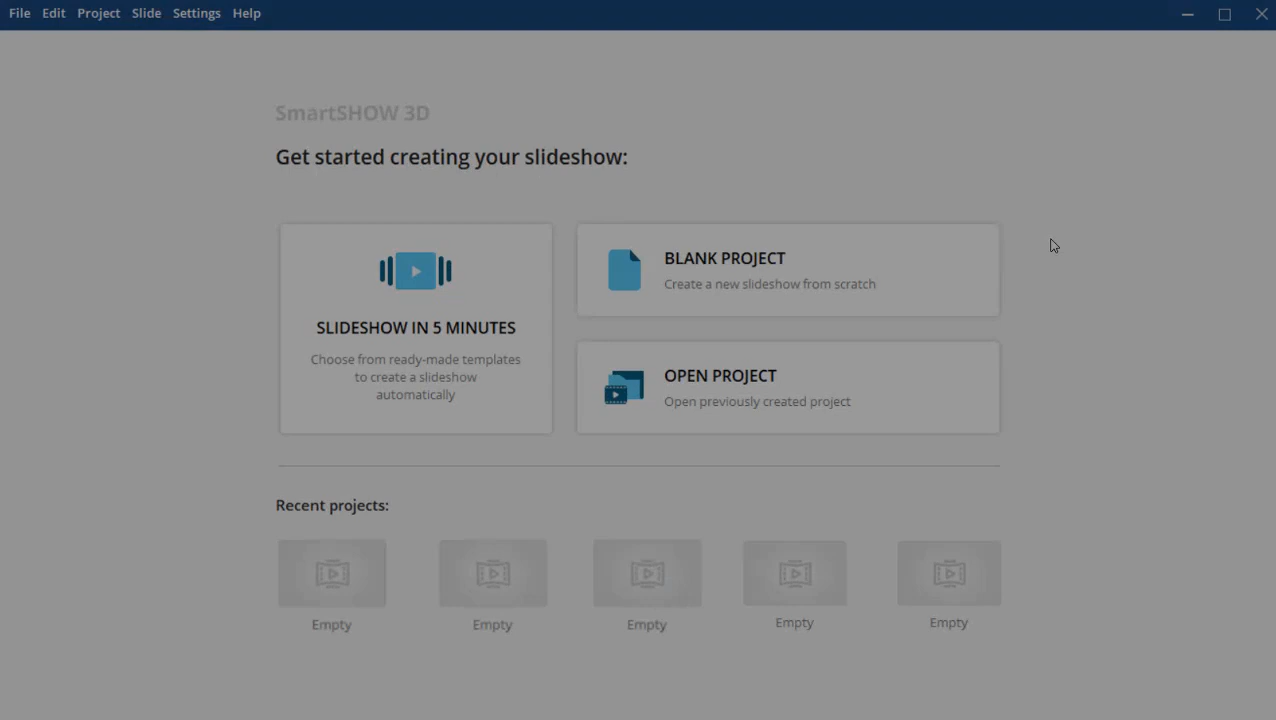 File Edit Project Slide Settings Help
SmartSHOW 3D
Get started creating your slideshow:
SLIDESHOW IN 5 MINUTES
Choose from ready-made templates
to create a slideshow
automatically
BLANK PROJECT
Create a new slideshow from scratch
OPEN PROJECT
Open previously created project
Recent projects:
Empty Empty Empty Empty Empty